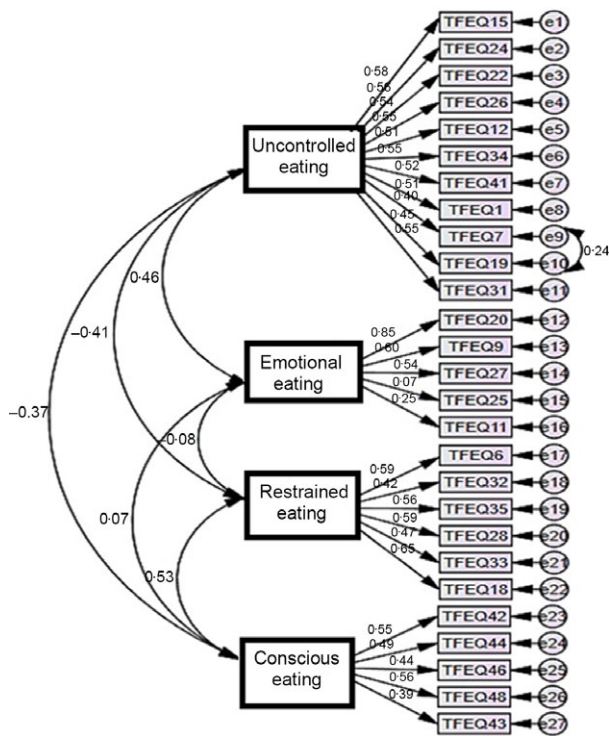 TFEQ15 e1
TFEQ24 e2
0·58
TFEQ22 e3
0·56
0·54
TFEQ26 e4
0·55
0·51
TFEQ12 e5
Uncontrolled
eating
0·55
TFEQ34 e6
0·52
TFEQ41 e7
0·51
0·40
TFEQ1 e8
0·45
TFEQ7 e9
0·55
0·24
TFEQ19 e10
TFEQ31 e11
0·46
−0·41
−0·37
TFEQ20 e12
0·85
0·60
TFEQ9 e13
Emotional
eating
0·54
TFEQ27 e14
0·07
TFEQ25 e15
0·25
TFEQ11 e16
−0·08
TFEQ6 e17
0·59
0·42
TFEQ32 e18
Restrained
eating
0·56
TFEQ35 e19
0·59
TFEQ28 e20
0·47
TFEQ33 e21
0·65
TFEQ18 e22
0·07
0·53
TFEQ42 e23
0·55
0·49
TFEQ44 e24
Conscious
eating
0·44
TFEQ46 e25
0·56
TFEQ48 e26
0·39
TFEQ43 e27